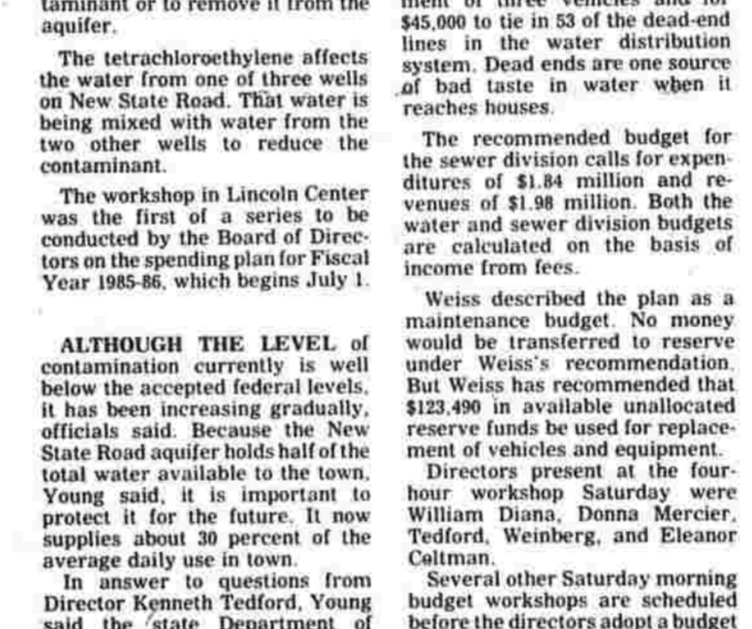 taminant or to remove it from the
aquifer.
The tetrachloroethylene affects
the water from one of three wells
on New State Road. That water is
being mixed with water from the
two other wells to reduce the
contaminant.
The workshop in Lincoln Center
was the first of a series to be
conducted by the Board of Direc-
tors on the spending plan for Fiscal
Year 1985-86, which begins July 1.
ALTHOUGH THE LEVEL of
contamination currently is well
below the accepted federal levels,
it has been increasing gradually,
officials said. Because the New
State Road aquifer holds half of the
total water available to the town,
Young said, it is important to
protect it for the future. It now
supplies about 30 percent of the
average daily use in town.
In answer to questions from
Director Kenneth Tedford, Young
said the state Department of
ment of three vehicles and for
$45,000 to tie in 53 of the dead-end
lines in the water distribution
system. Dead ends are one source
of bad taste in water when it
reaches houses.
The recommended budget for
the sewer division calls for expen-
ditures of $1.84 million and re-
venues of $1.98 million. Both the
water and sewer division budgets
are calculated on the basis of
income from fees.
Weiss described the plan as a
maintenance budget. No money
would be transferred to reserve
under Weiss's recommendation.
But Weiss has recommended that
$123,490 in available unallocated
reserve funds be used for replace-
ment of vehicles and equipment.
Directors present at the four-
hour workshop Saturday were
William Diana, Donna Mercier,
Tedford, Weinberg, and Eleanor
Coltman.
Several other Saturday morning
budget workshops are scheduled
before the directors adopt a budget